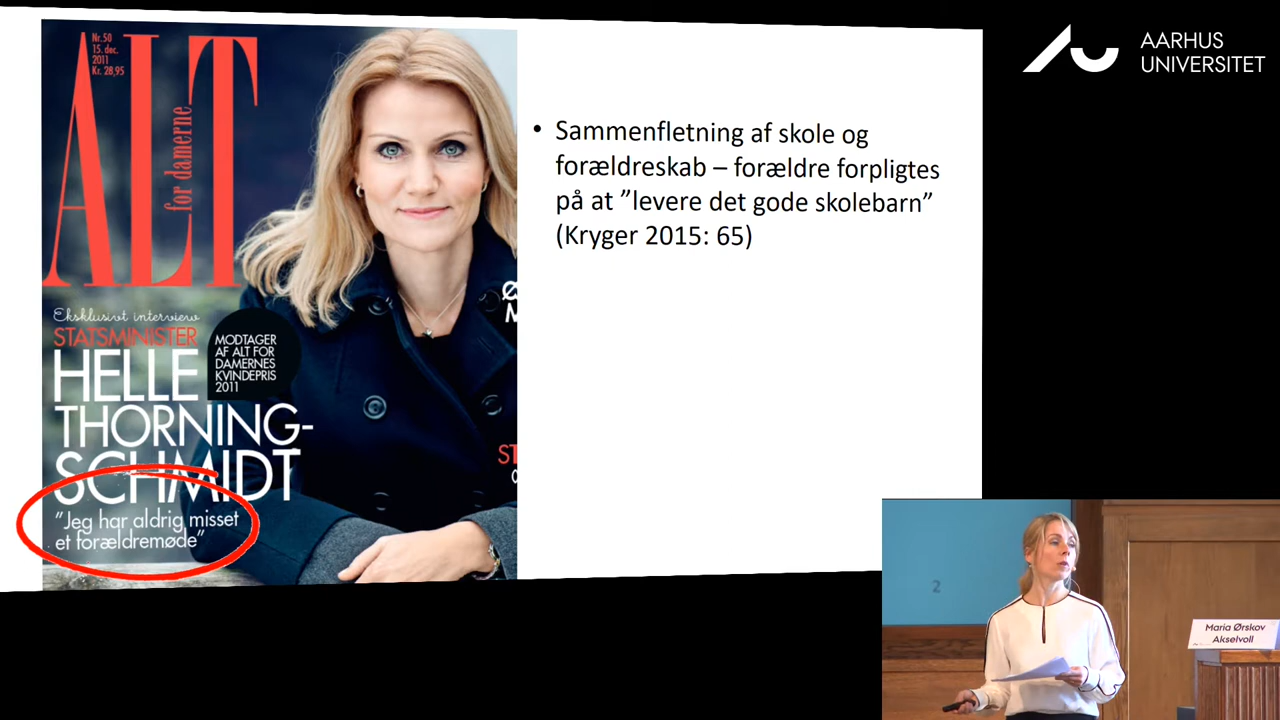 ALT
for damerne
Nr.50
15. dec.
2011
Kr. 28,95
Eksklusivt interview
STATSMINISTER
HELLE
THORNING-
SCHMIDT
"Jeg har aldrig misset
et forældremøde"
MODTAGER
AF ALT FOR
DAMERNES
KVINDEPRIS
2011
Ø
M
ST
• Sammenfletning af skole og
forældreskab – forældre forpligtes
på at ”levere det gode skolebarn”
(Kryger 2015: 65)
AARHUS
UNIVERSITET
2
Maria Ørskov
Akselvoll